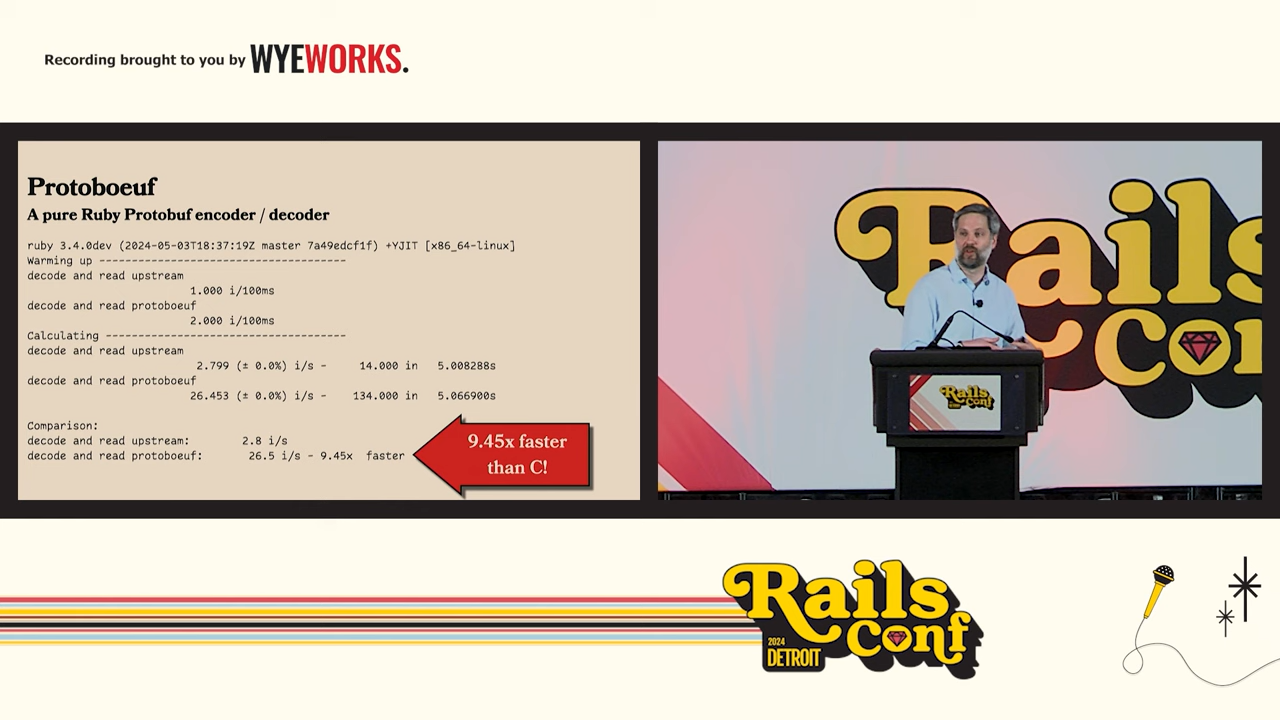 Recording brought to you by WYEWORKS.
Protoboeuf
A pure Ruby Protobuf encoder / decoder
ruby 3.4.0dev (2024-05-03T18:37:19Z master 7a49edcf1f) +YJIT [x86_64-linux]
Warming up --------------------------------------
decode and read upstream
1.000 i/100ms
decode and read protoboeuf
2.000 i/100ms
Calculating -------------------------------------
decode and read upstream
2.799 (± 0.0%) i/s - 14.000 in 5.008288s
decode and read protoboeuf
26.453 (± 0.0%) i/s - 134.000 in 5.066900s
Comparison:
decode and read upstream: 2.8 i/s
decode and read protoboeuf: 26.5 i/s - 9.45x faster
9.45x faster
than C!
Rails
Con
Rails
Conf
Rails
Conf
2024
DETROIT